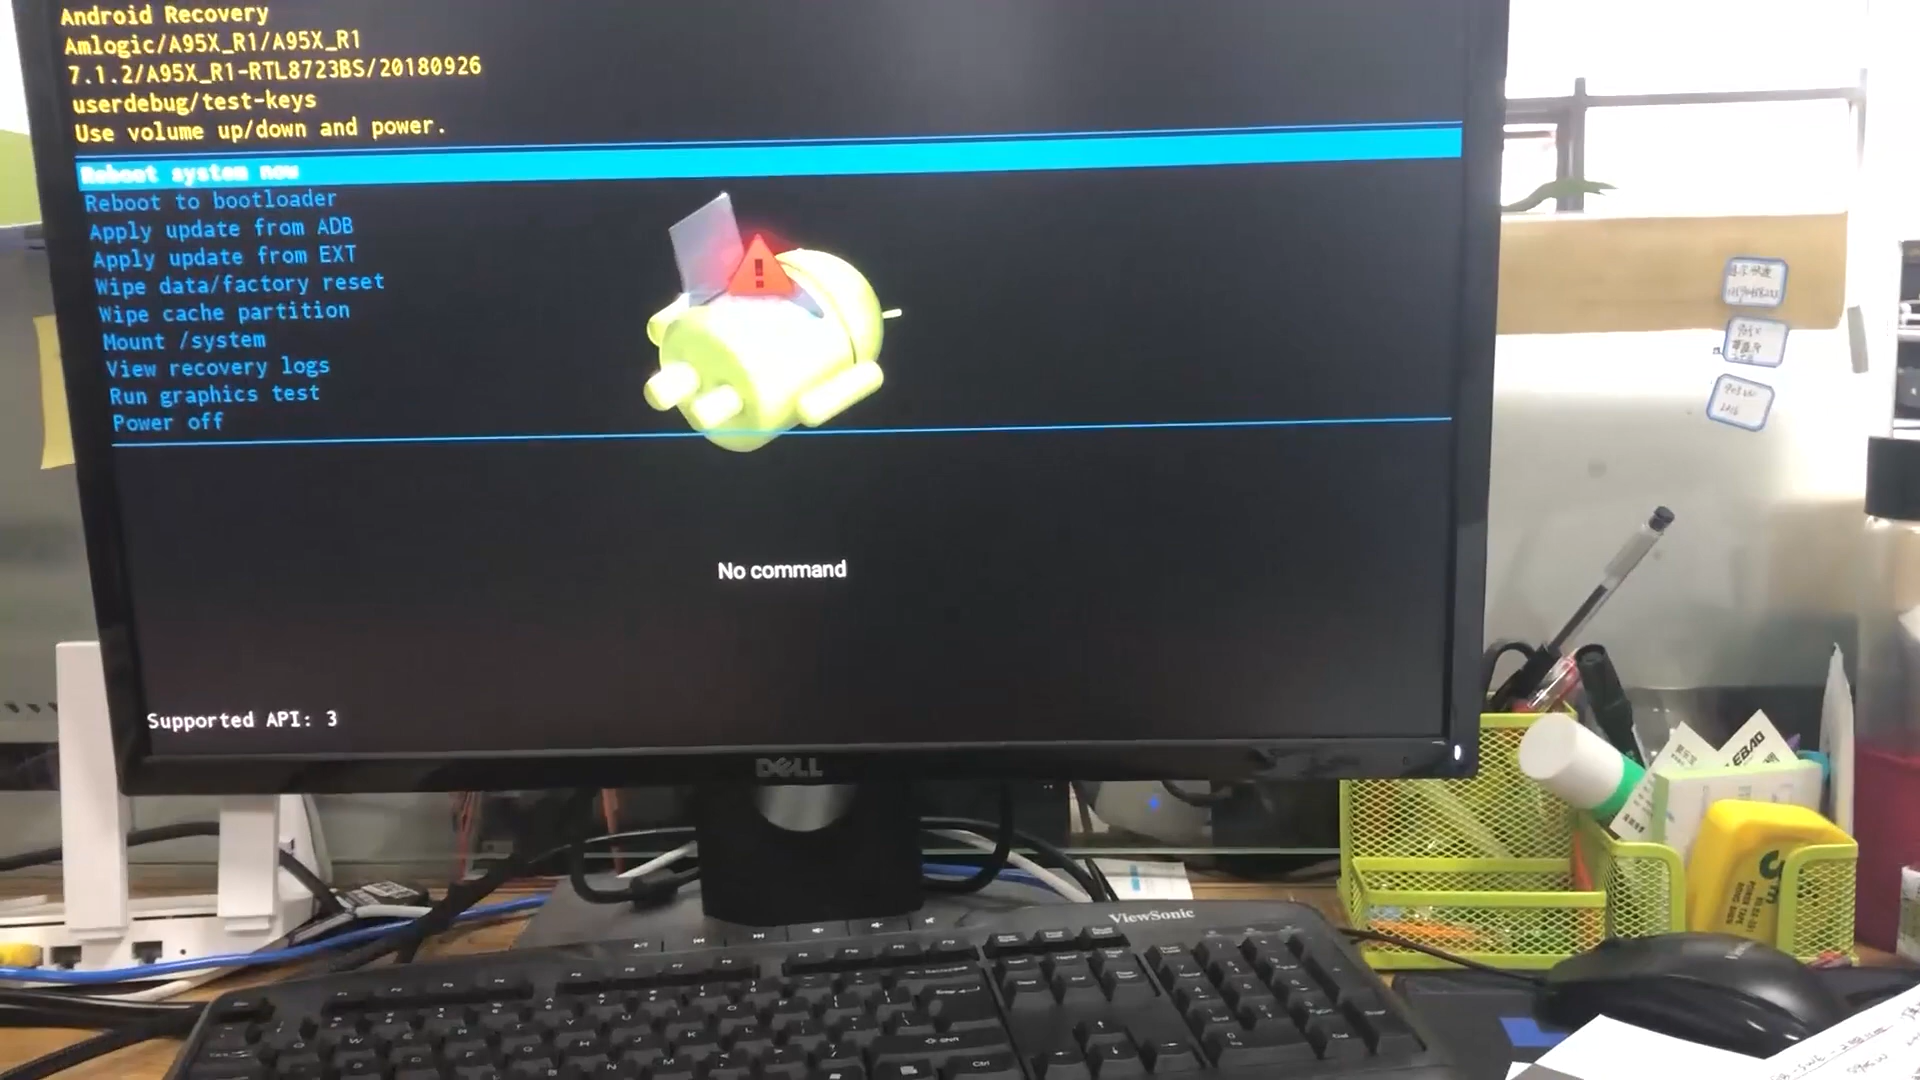 Android Recovery
Amlogic/A95X_R1/A95X_R1
7.1.2/A95X_R1-RTL8723BS/20180926
userdebug/test-keys
Use volume up/down and power.
Reboot system now
Reboot to bootloader
Apply update from ADB
Apply update from EXT
Wipe data/factory reset
Wipe cache partition
Mount /system
View recovery logs
Run graphics test
Power off
No command
Supported API: 3
DELL
ViewSonic